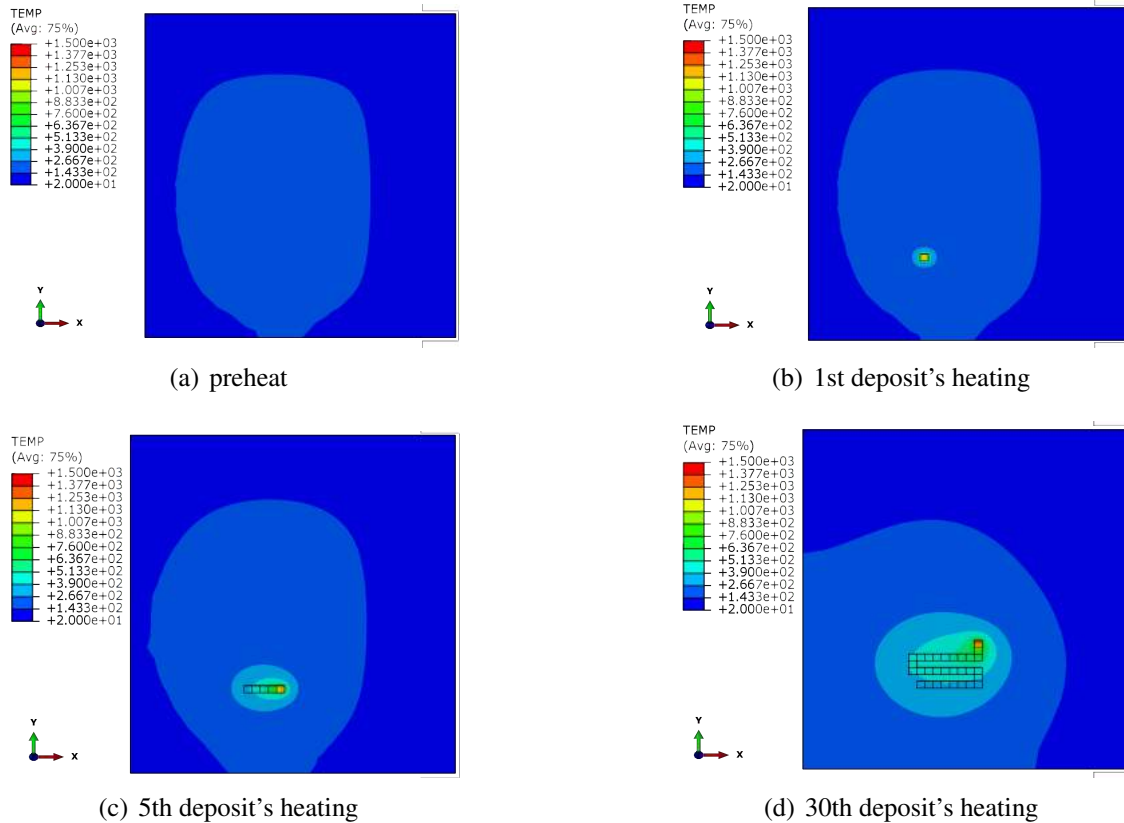 TEMP
(Avg: 75%)
+1.500e+03
+1.377e+03
+1.253e+03
+1.130e+03
+1.007e+03
+8.833e+02
+7.600e+02
+6.367e+02
+5.133e+02
+3.900e+02
+2.667e+02
+1.433e+02
+2.000e+01
Y
X
(a) preheat
TEMP
(Avg: 75%)
+1.500e+03
+1.377e+03
+1.253e+03
+1.130e+03
+1.007e+03
+8.833e+02
+7.600e+02
+6.367e+02
+5.133e+02
+3.900e+02
+2.667e+02
+1.433e+02
+2.000e+01
Y
X
(b) 1st deposit's heating
TEMP
(Avg: 75%)
+1.500e+03
+1.377e+03
+1.253e+03
+1.130e+03
+1.007e+03
+8.833e+02
+7.600e+02
+6.367e+02
+5.133e+02
+3.900e+02
+2.667e+02
+1.433e+02
+2.000e+01
Y
X
(c) 5th deposit's heating
TEMP
(Avg: 75%)
+1.500e+03
+1.377e+03
+1.253e+03
+1.130e+03
+1.007e+03
+8.833e+02
+7.600e+02
+6.367e+02
+5.133e+02
+3.900e+02
+2.667e+02
+1.433e+02
+2.000e+01
Y
X
(d) 30th deposit's heating